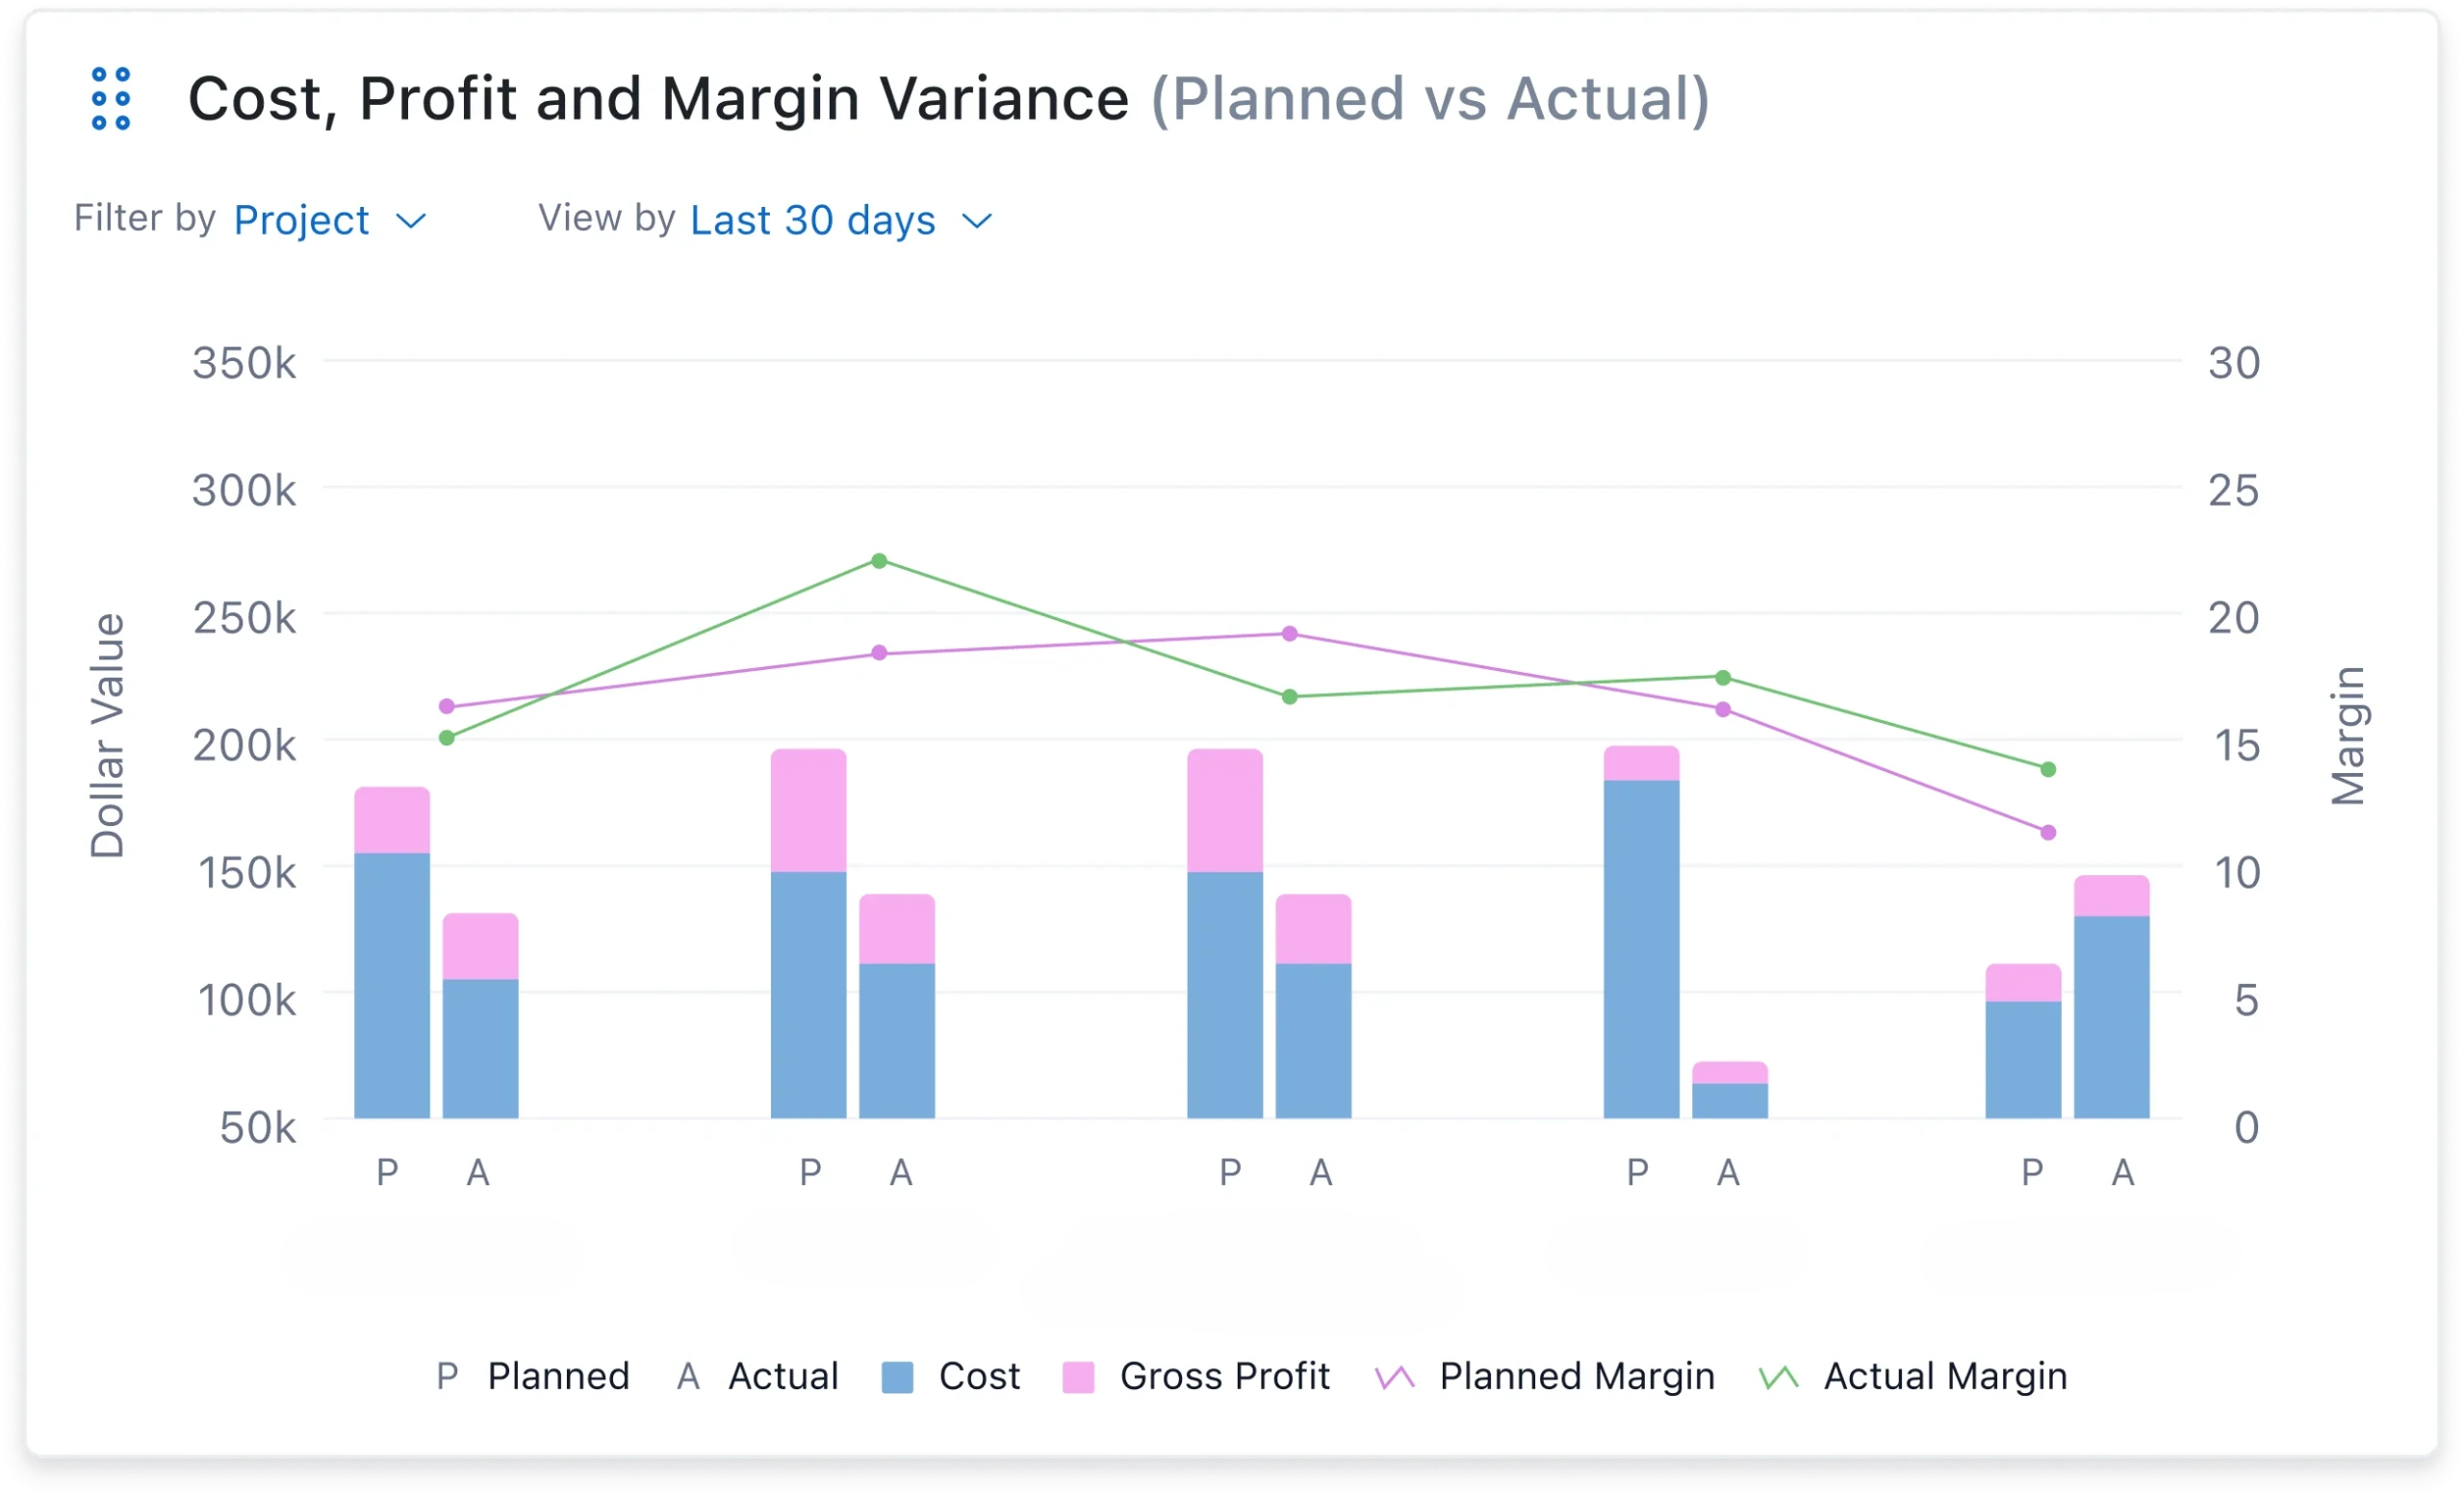 Cost, Profit and Margin Variance (Planned vs Actual)
Filter by Project View by Last 30 days
350k 30
300k 25
250k 20
200k 15
150k 10
100k 5
50k 0
Dollar Value
Margin
P A P A P A P A P A
P Planned A Actual Cost Gross Profit Planned Margin Actual Margin